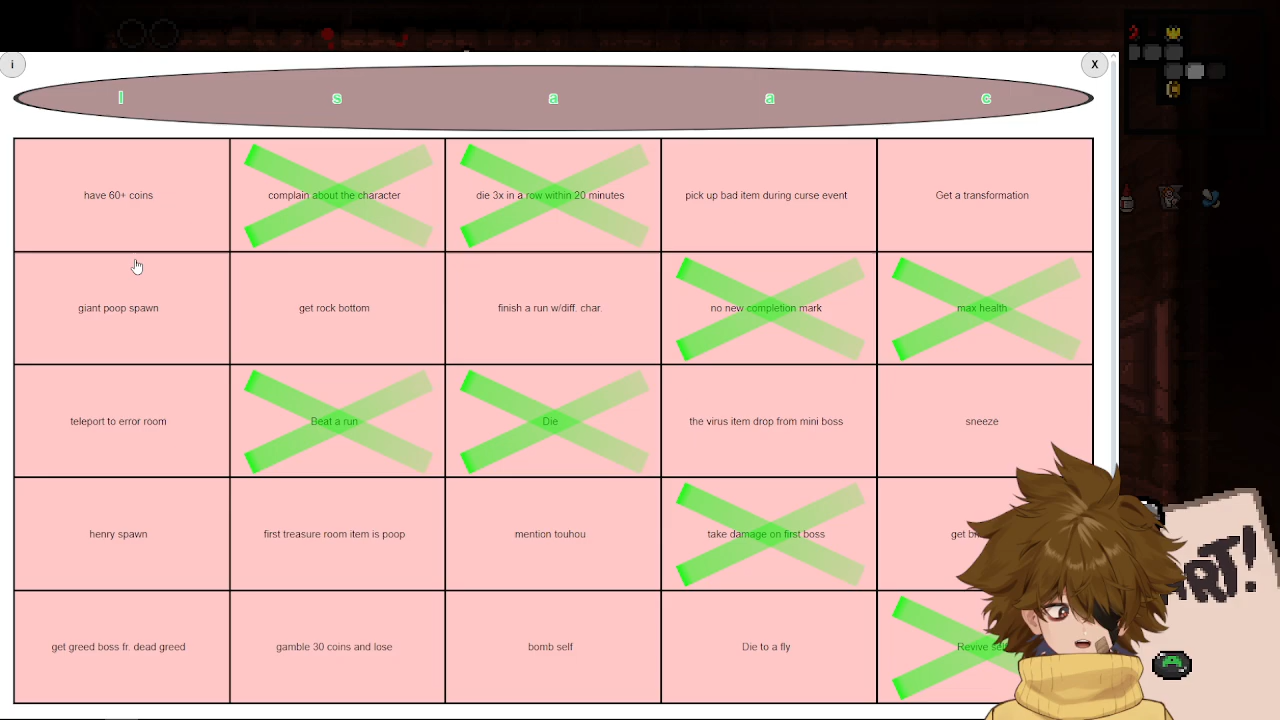 i
X
I s a a c
have 60+ coins
complain about the character
die 3x in a row within 20 minutes
pick up bad item during curse event
Get a transformation
giant poop spawn
get rock bottom
finish a run w/diff. char.
no new completion mark
max health
teleport to error room
Beat a run
Die
the virus item drop from mini boss
sneeze
henry spawn
first treasure room item is poop
mention touhou
take damage on first boss
get
get greed boss fr. dead greed
gamble 30 coins and lose
bomb self
Die to a fly
Revive self